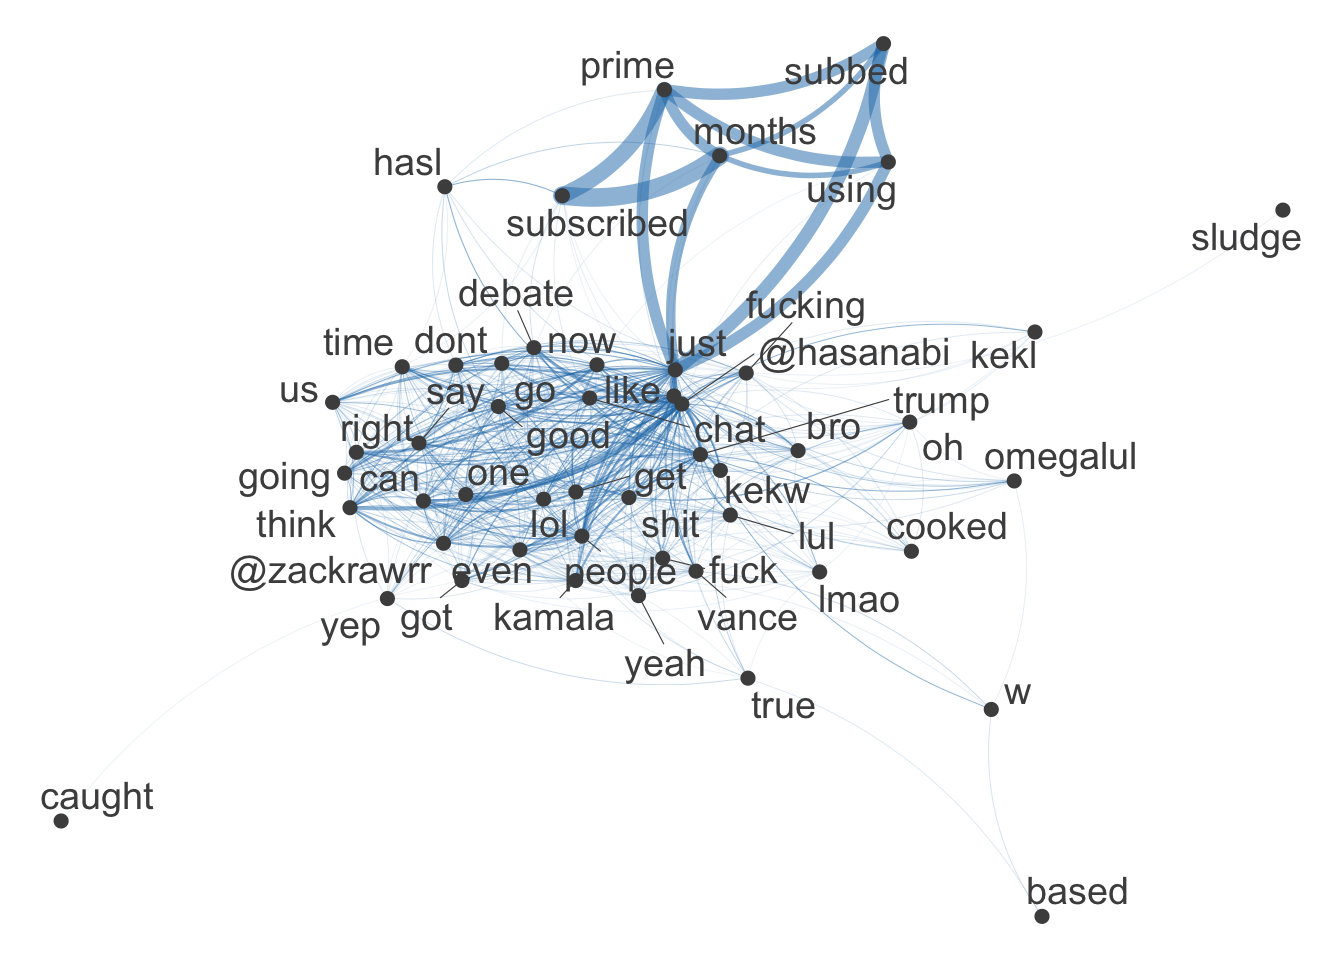 prime
subbed
months
hasl
using
subscribed
sludge
debate
fucking
time
dont
now
just
@hasanabi
kekl
us
say
go
like
trump
right
good
chat
bro
oh
omegalul
going
can
one
get
kekw
think
lol
shit
lul
cooked
@zackrawrr
even
people
fuck
lmao
yep
got
kamala
vance
yeah
true
w
caught
based